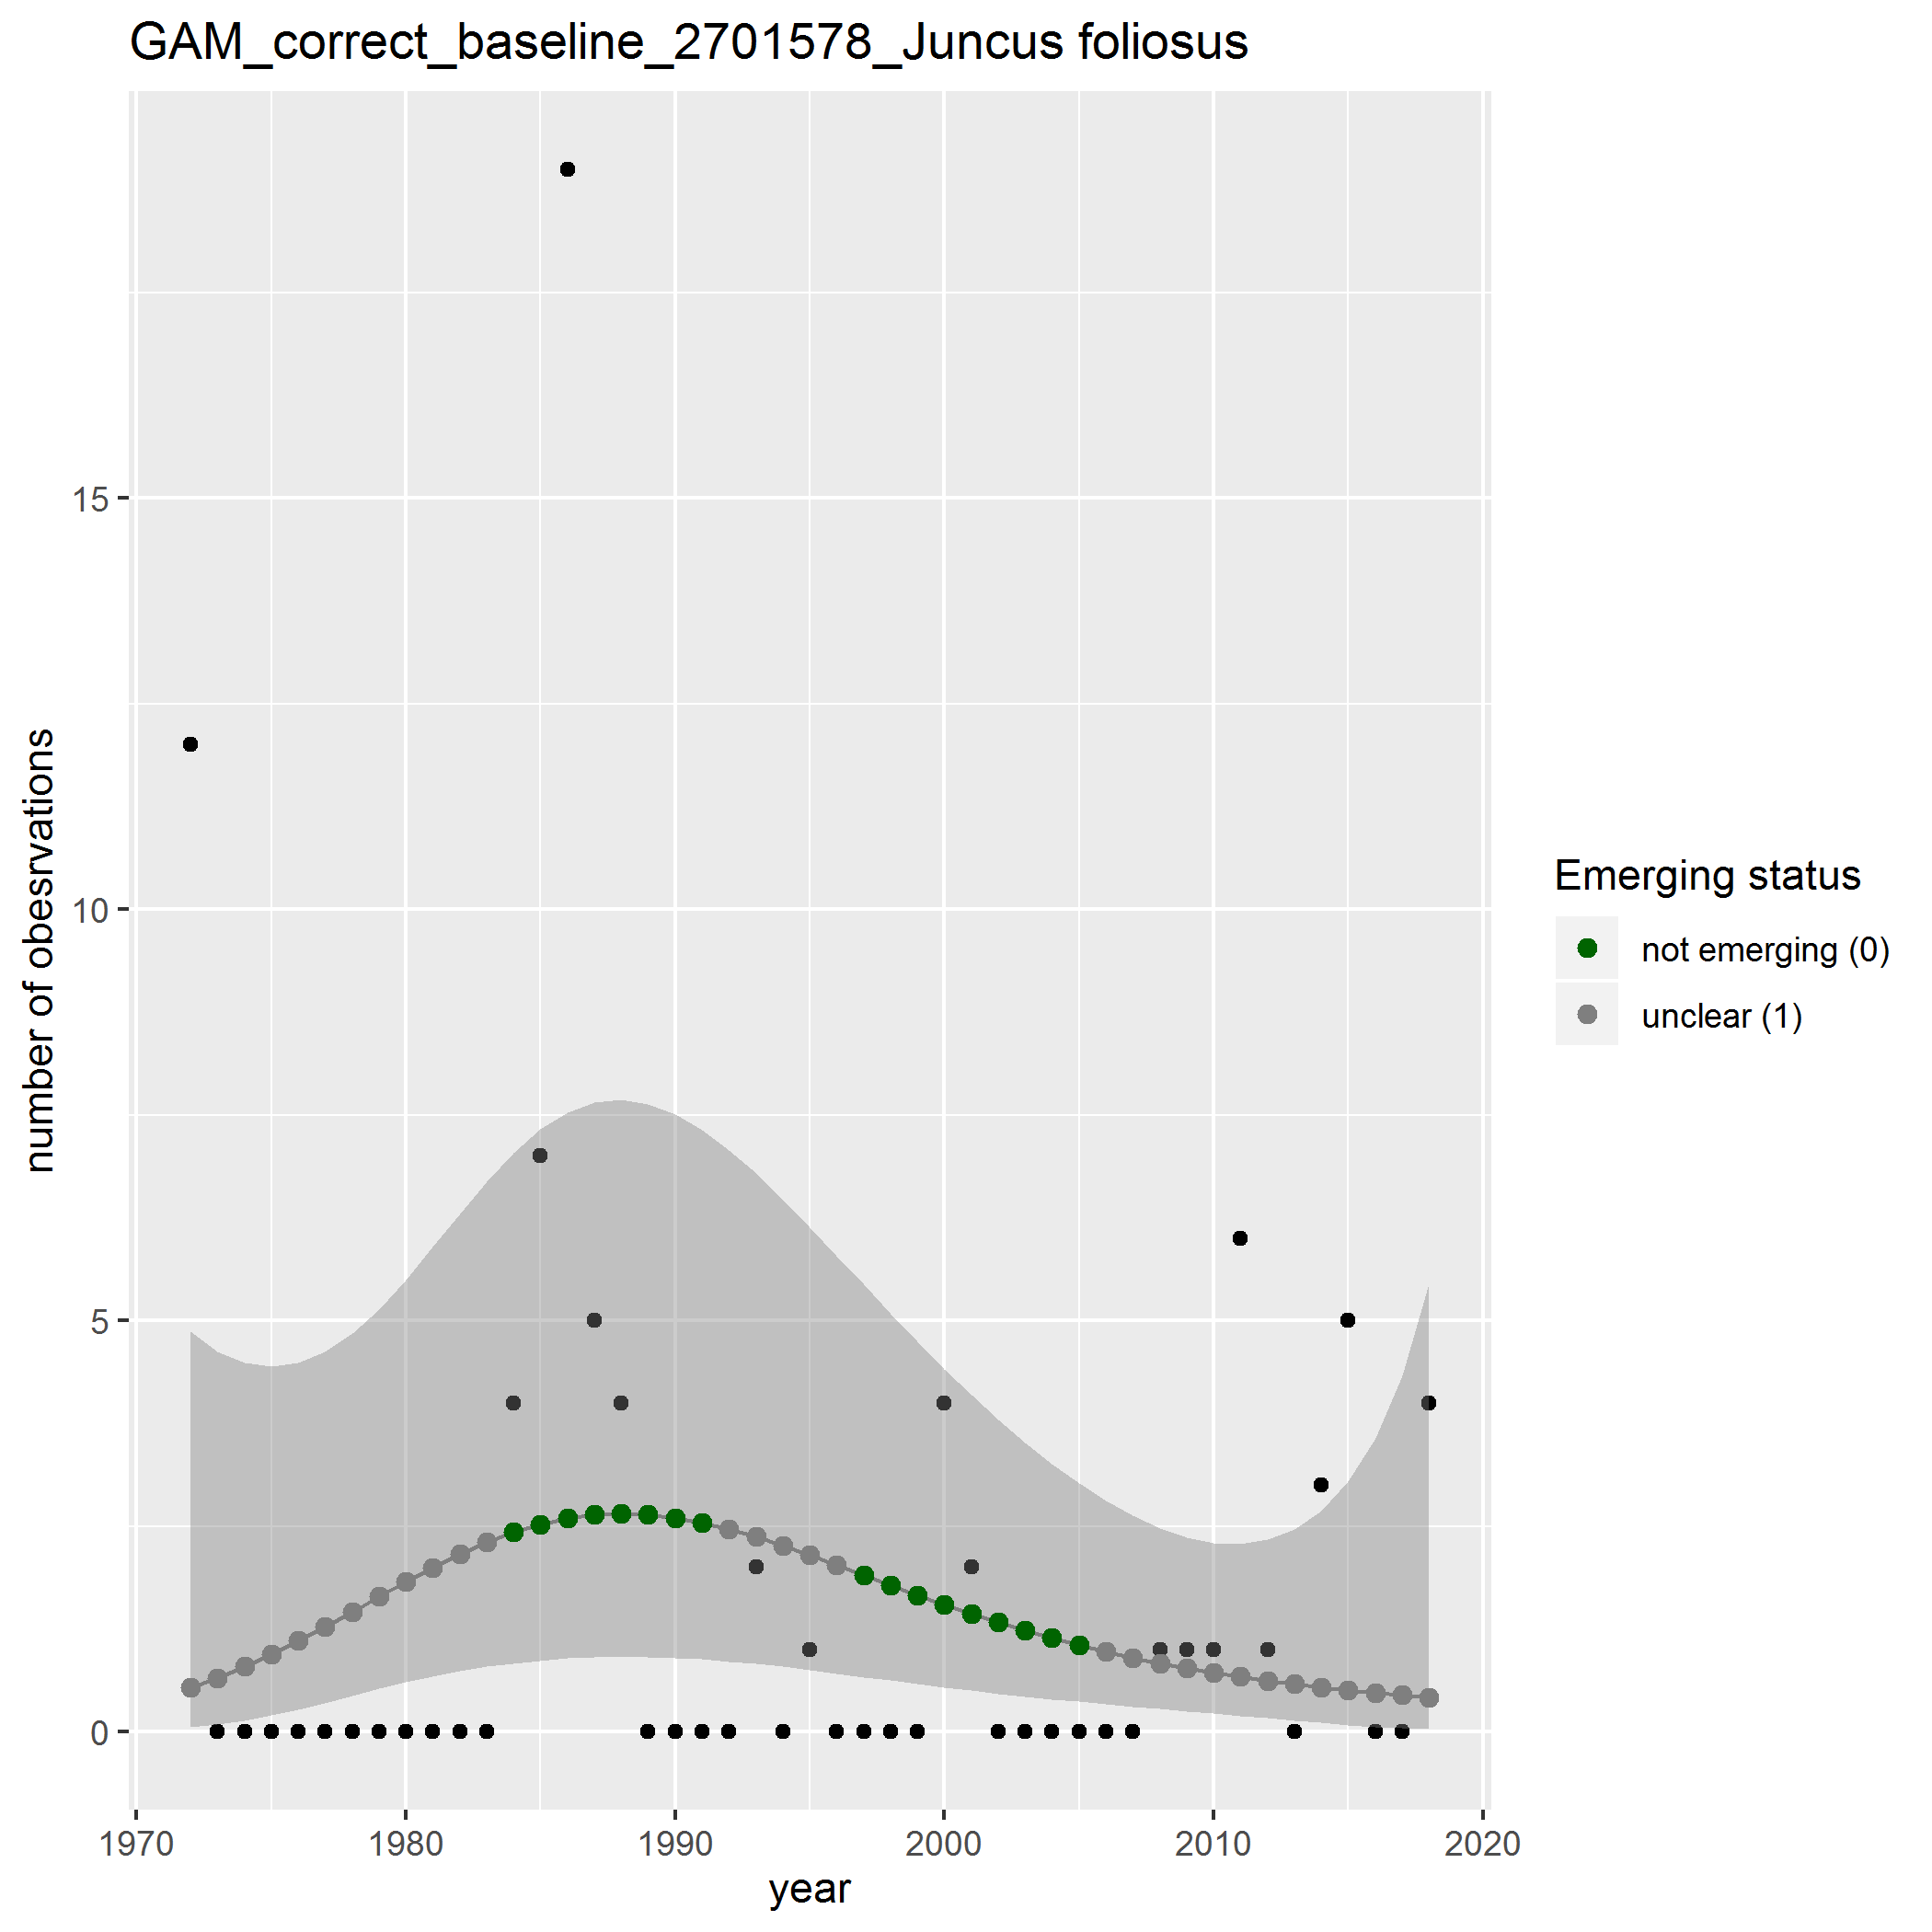 GAM_correct_baseline_2701578_Juncus foliosus
number of obesrvations
15
10
5
0
1970
1980
1990
2000
2010
2020
year
Emerging status
not emerging (0)
unclear (1)